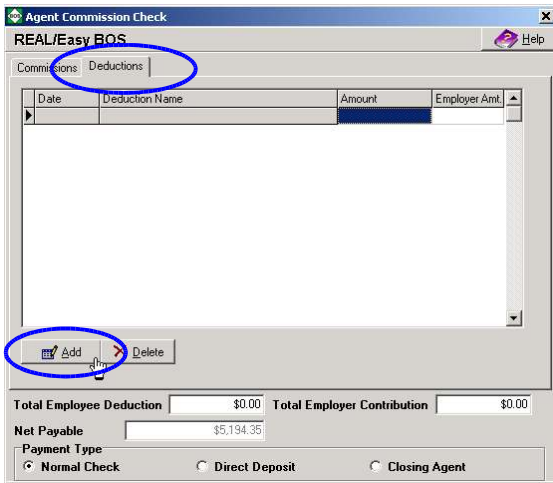 Agent Commission Check
REAL/Easy BOS
Help
Commissions Deductions
Date Deduction Name Amount Employer Amt.
Add Delete
Total Employee Deduction $0.00 Total Employer Contribution $0.00
Net Payable $5,194.35
Payment Type
Normal Check Direct Deposit Closing Agent